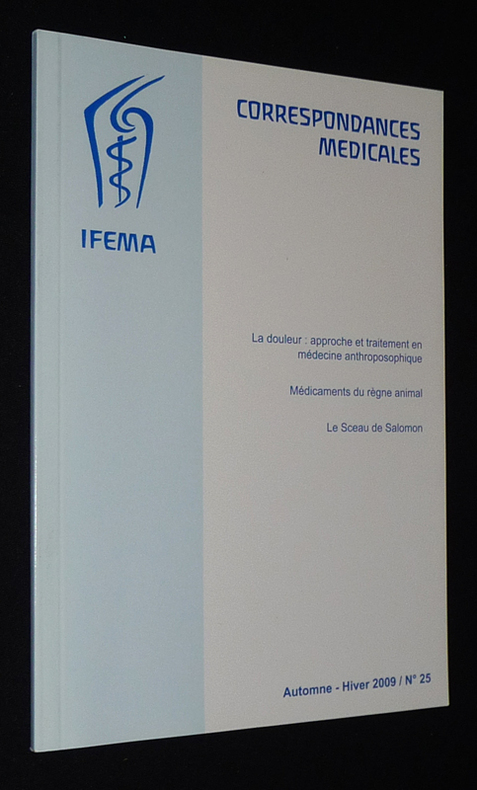 CORRESPONDANCES
MEDICALES
IFEMA
La douleur : approche et traitement en
médecine anthroposophique
Médicaments du règne animal
Le Sceau de Salomon
Automne - Hiver 2009 / N° 25